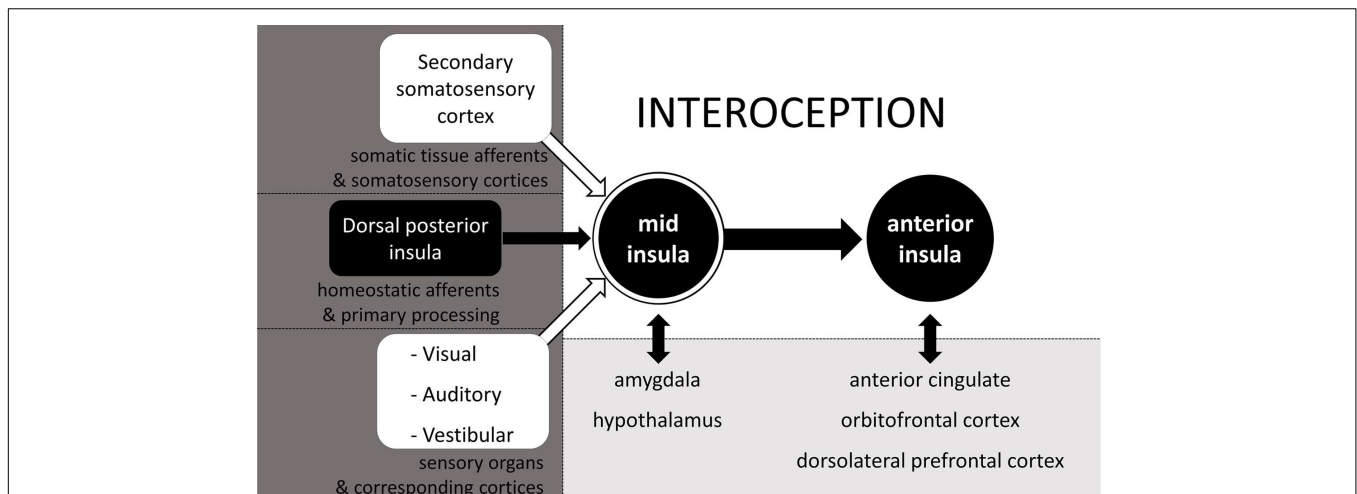 Secondary
somatosensory
cortex
somatic tissue afferents
& somatosensory cortices
INTEROCEPTION
Dorsal posterior
insula
homeostatic afferents
& primary processing
mid
insula
anterior
insula
- Visual
- Auditory
- Vestibular
sensory organs
& corresponding cortices
amygdala
hypothalamus
anterior cingulate
orbitofrontal cortex
dorsolateral prefrontal cortex